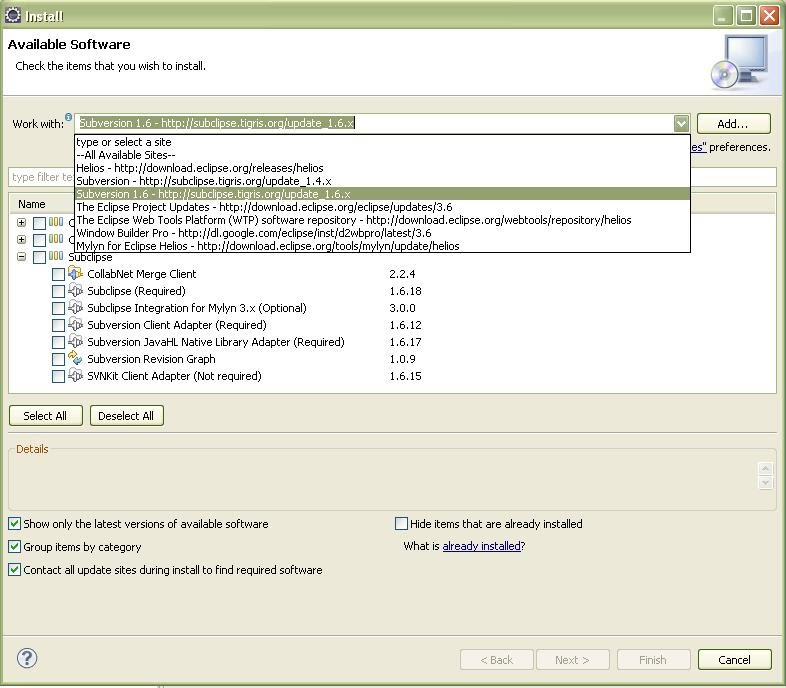 Install
Available Software
Check the items that you wish to install.
Work with: Subversion 1.6 - http://subclipse.tigris.org/update_1.6.x Add...
type or select a site
--All Available Sites--
es" preferences.
Helios - http://download.eclipse.org/releases/helios
type filter te
Subversion - http://subclipse.tigris.org/update_1.4.x
Subversion 1.6 - http://subclipse.tigris.org/update_1.6.x
Name
The Eclipse Project Updates - http://download.eclipse.org/eclipse/updates/3.6
The Eclipse Web Tools Platform (WTP) software repository - http://download.eclipse.org/webtools/repository/helios
Window Builder Pro - http://dl.google.com/eclipse/inst/d2wbpro/latest/3.6
Mylyn for Eclipse Helios - http://download.eclipse.org/tools/mylyn/update/helios
Subclipse
CollabNet Merge Client 2.2.4
Subclipse (Required) 1.6.18
Subclipse Integration for Mylyn 3.x (Optional) 3.0.0
Subversion Client Adapter (Required) 1.6.12
Subversion JavaHL Native Library Adapter (Required) 1.6.17
Subversion Revision Graph 1.0.9
SVNKit Client Adapter (Not required) 1.6.15
Select All Deselect All
Details
Show only the latest versions of available software Hide items that are already installed
Group items by category What is already installed?
Contact all update sites during install to find required software
? < Back Next > Finish Cancel